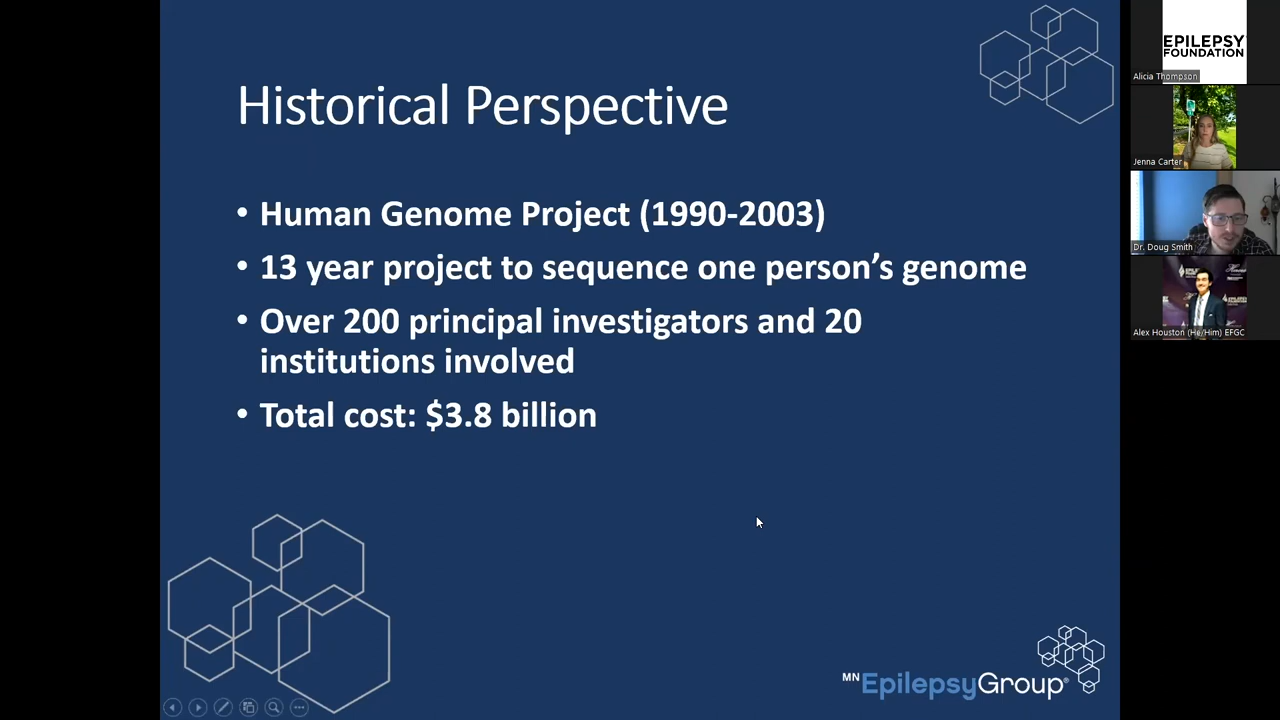 Historical Perspective
• Human Genome Project (1990-2003)
• 13 year project to sequence one person’s genome
• Over 200 principal investigators and 20
institutions involved
• Total cost: $3.8 billion
MN EpilepsyGroup®
EPILEPSY
FOUNDATION
Alicia Thompson
Jenna Carter
Dr. Doug Smith
Alex Houston (He/Him) EFGC